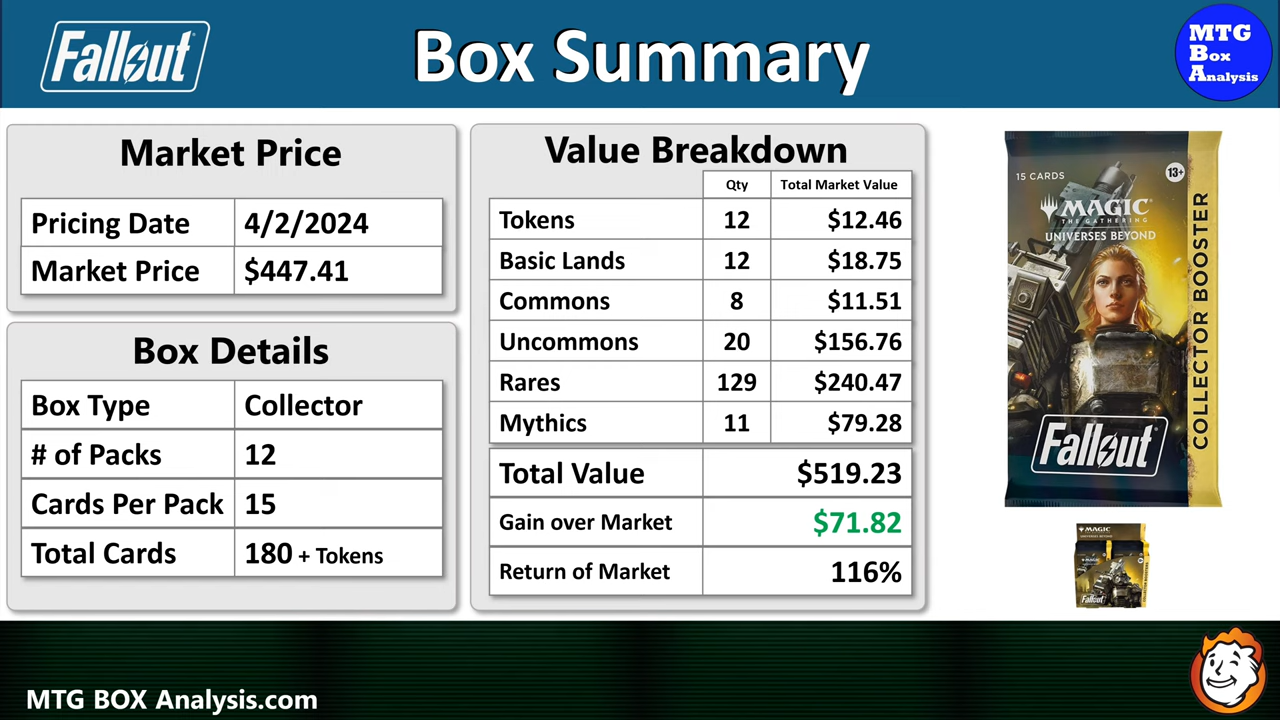 Fallout
Box Summary
MTG
Box
Analysis
Market Price
Pricing Date 4/2/2024
Market Price $447.41
Box Details
Box Type Collector
# of Packs 12
Cards Per Pack 15
Total Cards 180 + Tokens
Value Breakdown
Qty Total Market Value
Tokens 12 $12.46
Basic Lands 12 $18.75
Commons 8 $11.51
Uncommons 20 $156.76
Rares 129 $240.47
Mythics 11 $79.28
Total Value $519.23
Gain over Market $71.82
Return of Market 116%
15 CARDS
13+
MAGIC
THE GATHERING
UNIVERSES BEYOND
COLLECTOR BOOSTER
Fallout
MAGIC
UNIVERSES BEYOND
Fallout
MTG BOX Analysis.com